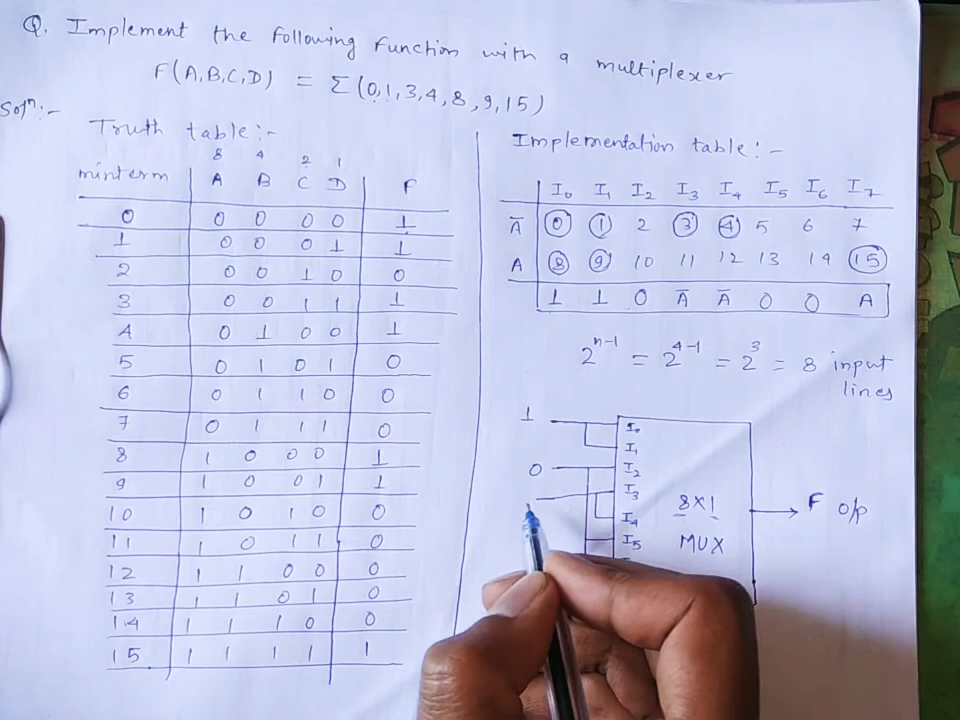 Q. Implement the following function with a multiplexer
F(A,B,C,D) = Σ(0,1,3,4,8,9,15)
Solⁿ:-
Truth table:-
8 4 2 1
minterm A B C D F
0 0 0 0 0 1
1 0 0 0 1 1
2 0 0 1 0 0
3 0 0 1 1 1
4 0 1 0 0 1
5 0 1 0 1 0
6 0 1 1 0 0
7 0 1 1 1 0
8 1 0 0 0 1
9 1 0 0 1 1
10 1 0 1 0 0
11 1 0 1 1 0
12 1 1 0 0 0
13 1 1 0 1 0
14 1 1 1 0 0
15 1 1 1 1 1
Implementation table:-
I₀ I₁ I₂ I₃ I₄ I₅ I₆ I₇
Ā 0 1 2 3 4 5 6 7
A 8 9 10 11 12 13 14 15
1 1 0 Ā Ā 0 0 A
2ⁿ⁻¹ = 2⁴⁻¹ = 2³ = 8 input
lines
1 I₀
I₁
0 I₂
I₃
I₄
I₅
8X1
MUX
F o/p